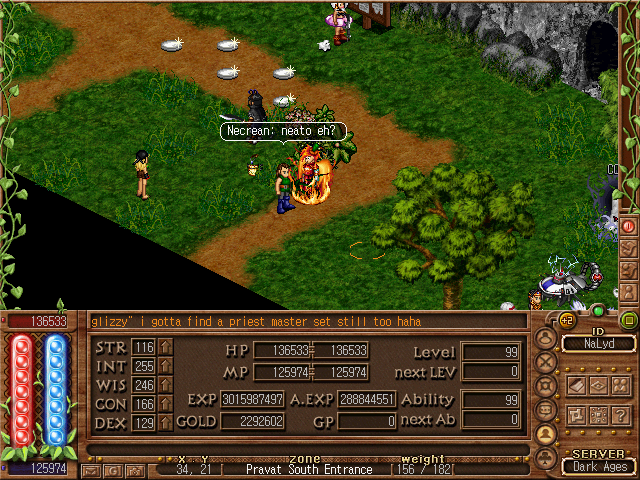 Necrean: neato eh?
136533
glizzy" i gotta find a priest master set still too haha
+2
ID
NaLyd
STR 116
HP 136533 136533
Level 99
INT 255
MP 125974 125974
next LEV 0
WIS 246
CON 166
EXP 3015987497
A.EXP 288844551
Ability 99
DEX 129
GOLD 2292602
GP 0
next Ab 0
?
x . y zone weight
SERVER
125974
G
34, 21 [ Pravat South Entrance [156 / 182[
Dark Ages